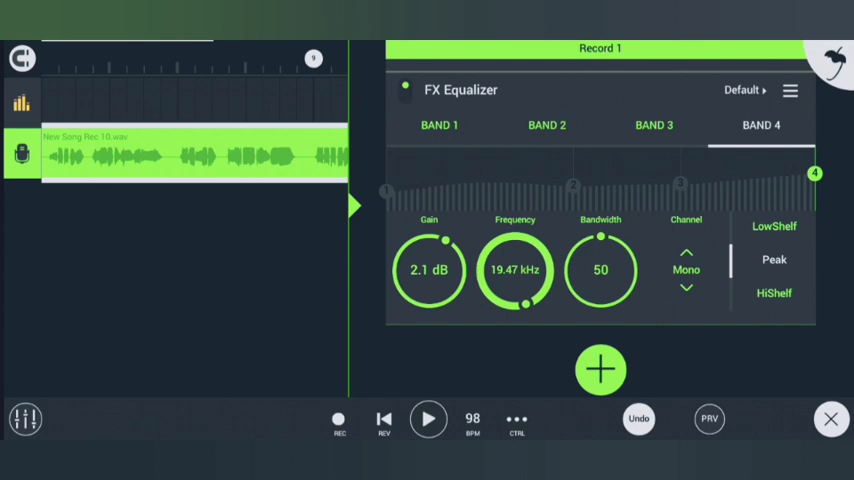 Record 1
9
FX Equalizer
Default
BAND 1
BAND 2
BAND 3
BAND 4
New Song Rec 10.wav
1
2
3
4
Gain
Frequency
Bandwidth
Channel
LowShelf
2.1 dB
19.47 kHz
50
Mono
Peak
HiShelf
REC
REV
98
BPM
CTRL
Undo
PRV